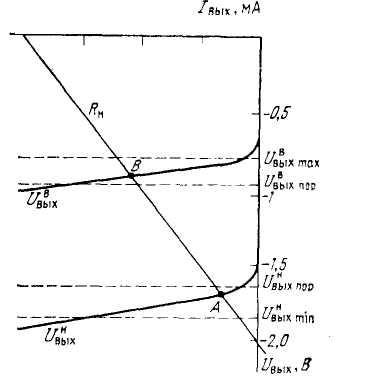 I вых, мА
Rн
-0,5
B
U^В вых max
U^В вых пор
U^В вых
-1
-1,5
U^Н вых пор
A
U^Н вых min
U^Н вых
-2,0
U вых, В